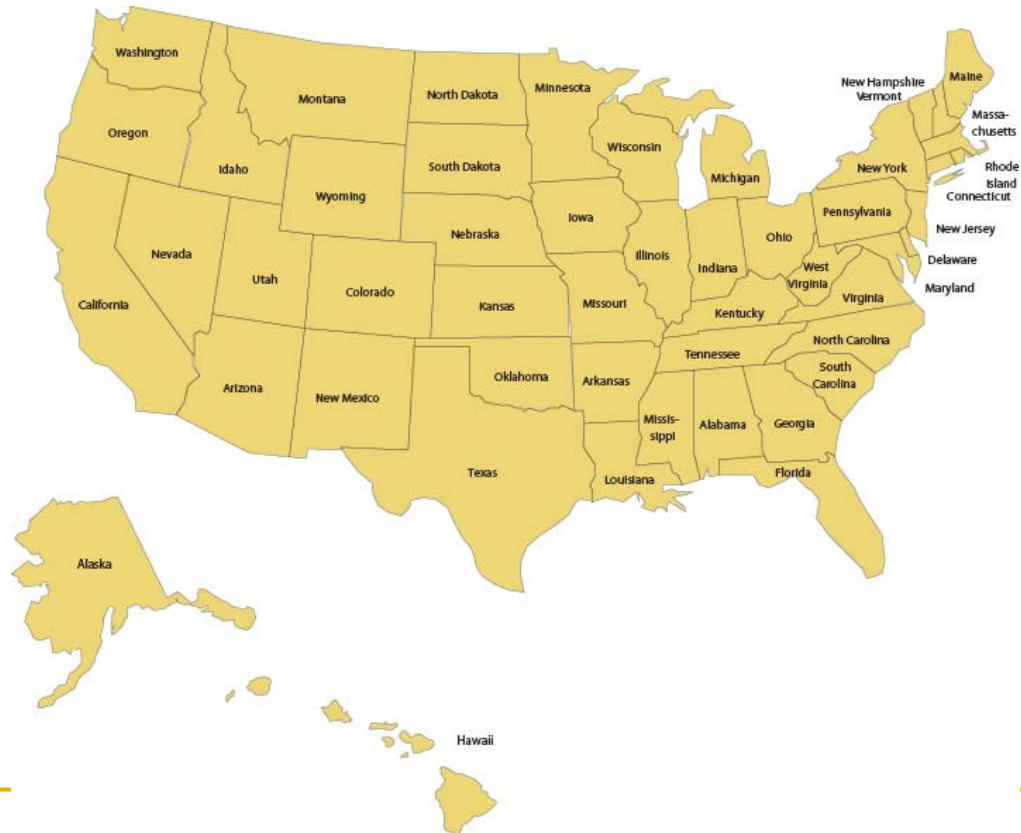 Washington
Montana
North Dakota
Minnesota
New Hampshire
Vermont
Maine
Massa-
chusetts
Oregon
Idaho
South Dakota
Wisconsin
Michigan
New York
Rhode
Island
Connecticut
Wyoming
Nebraska
Iowa
Pennsylvania
New Jersey
Nevada
Utah
Colorado
Illinois
Indiana
Ohio
West
Virginia
Delaware
Maryland
California
Kansas
Missouri
Kentucky
Virginia
Arizona
New Mexico
Oklahoma
Arkansas
Tennessee
North Carolina
South
Carolina
Texas
Louisiana
Missis-
sippi
Alabama
Georgia
Florida
Alaska
Hawaii